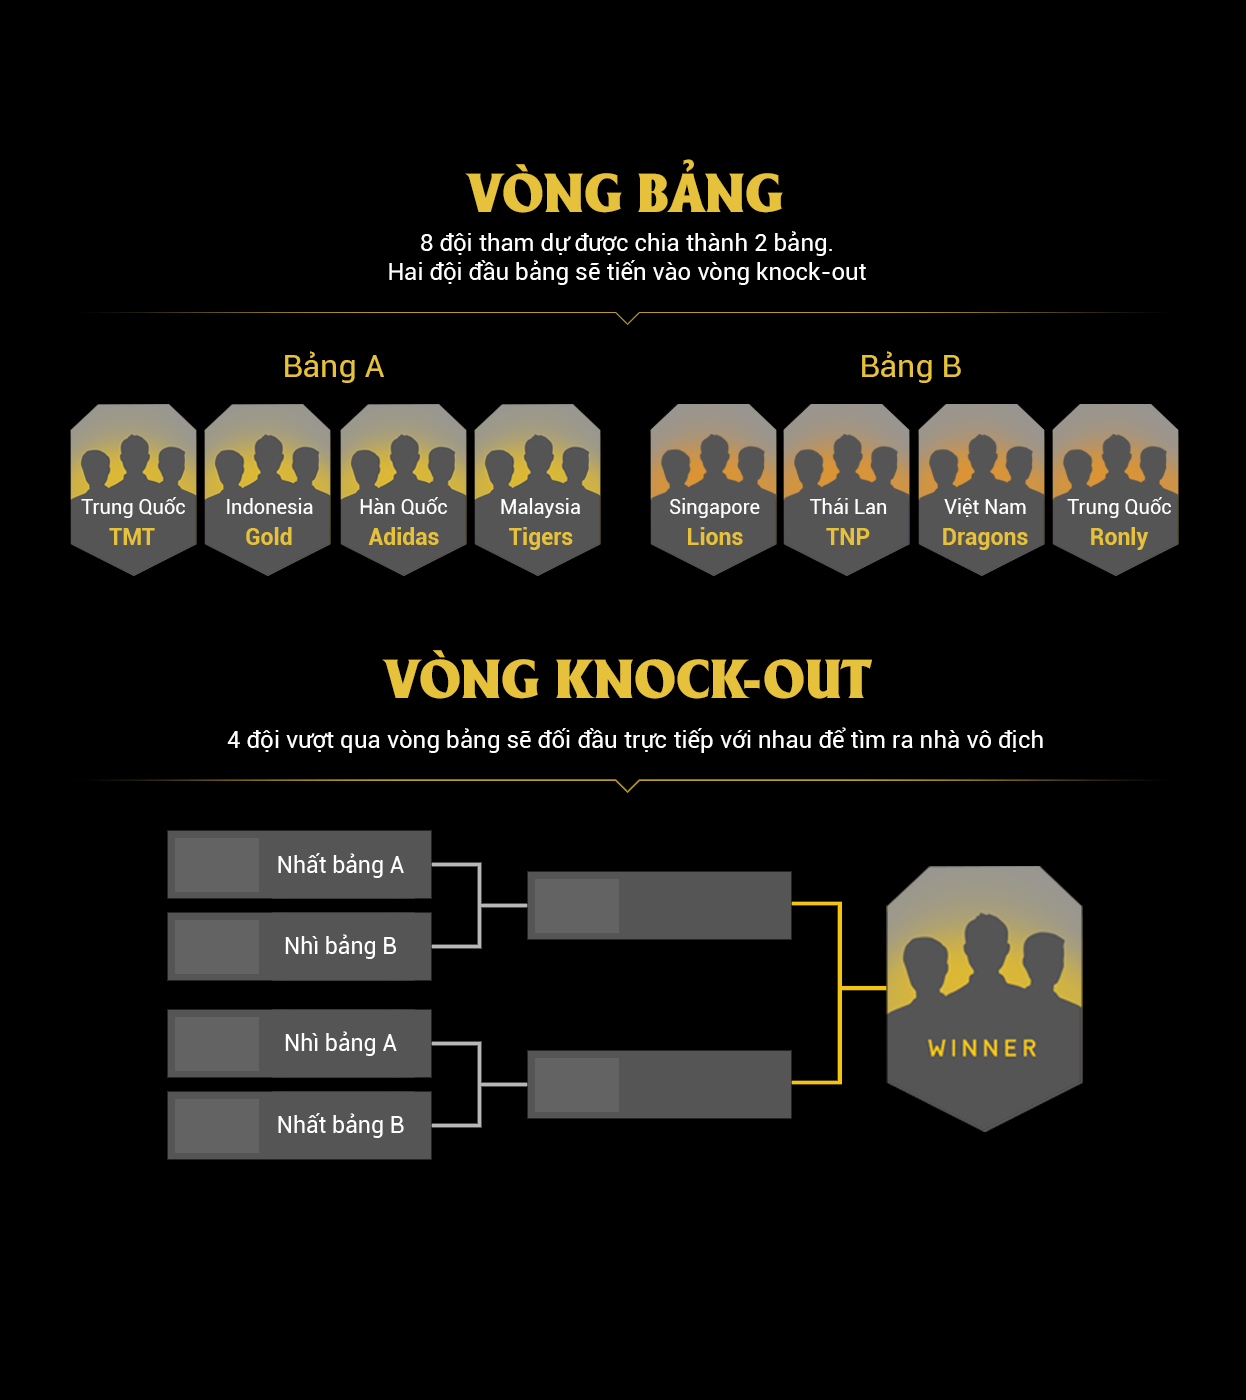 VÒNG BẢNG
8 đội tham dự được chia thành 2 bảng.
Hai đội đầu bảng sẽ tiến vào vòng knock-out
Bảng A
Trung Quốc
TMT
Indonesia
Gold
Hàn Quốc
Adidas
Malaysia
Tigers
Bảng B
Singapore
Lions
Thái Lan
TNP
Việt Nam
Dragons
Trung Quốc
Ronly
VÒNG KNOCK-OUT
4 đội vượt qua vòng bảng sẽ đối đầu trực tiếp với nhau để tìm ra nhà vô địch
Nhất bảng A
Nhì bảng B
Nhì bảng A
Nhất bảng B
WINNER